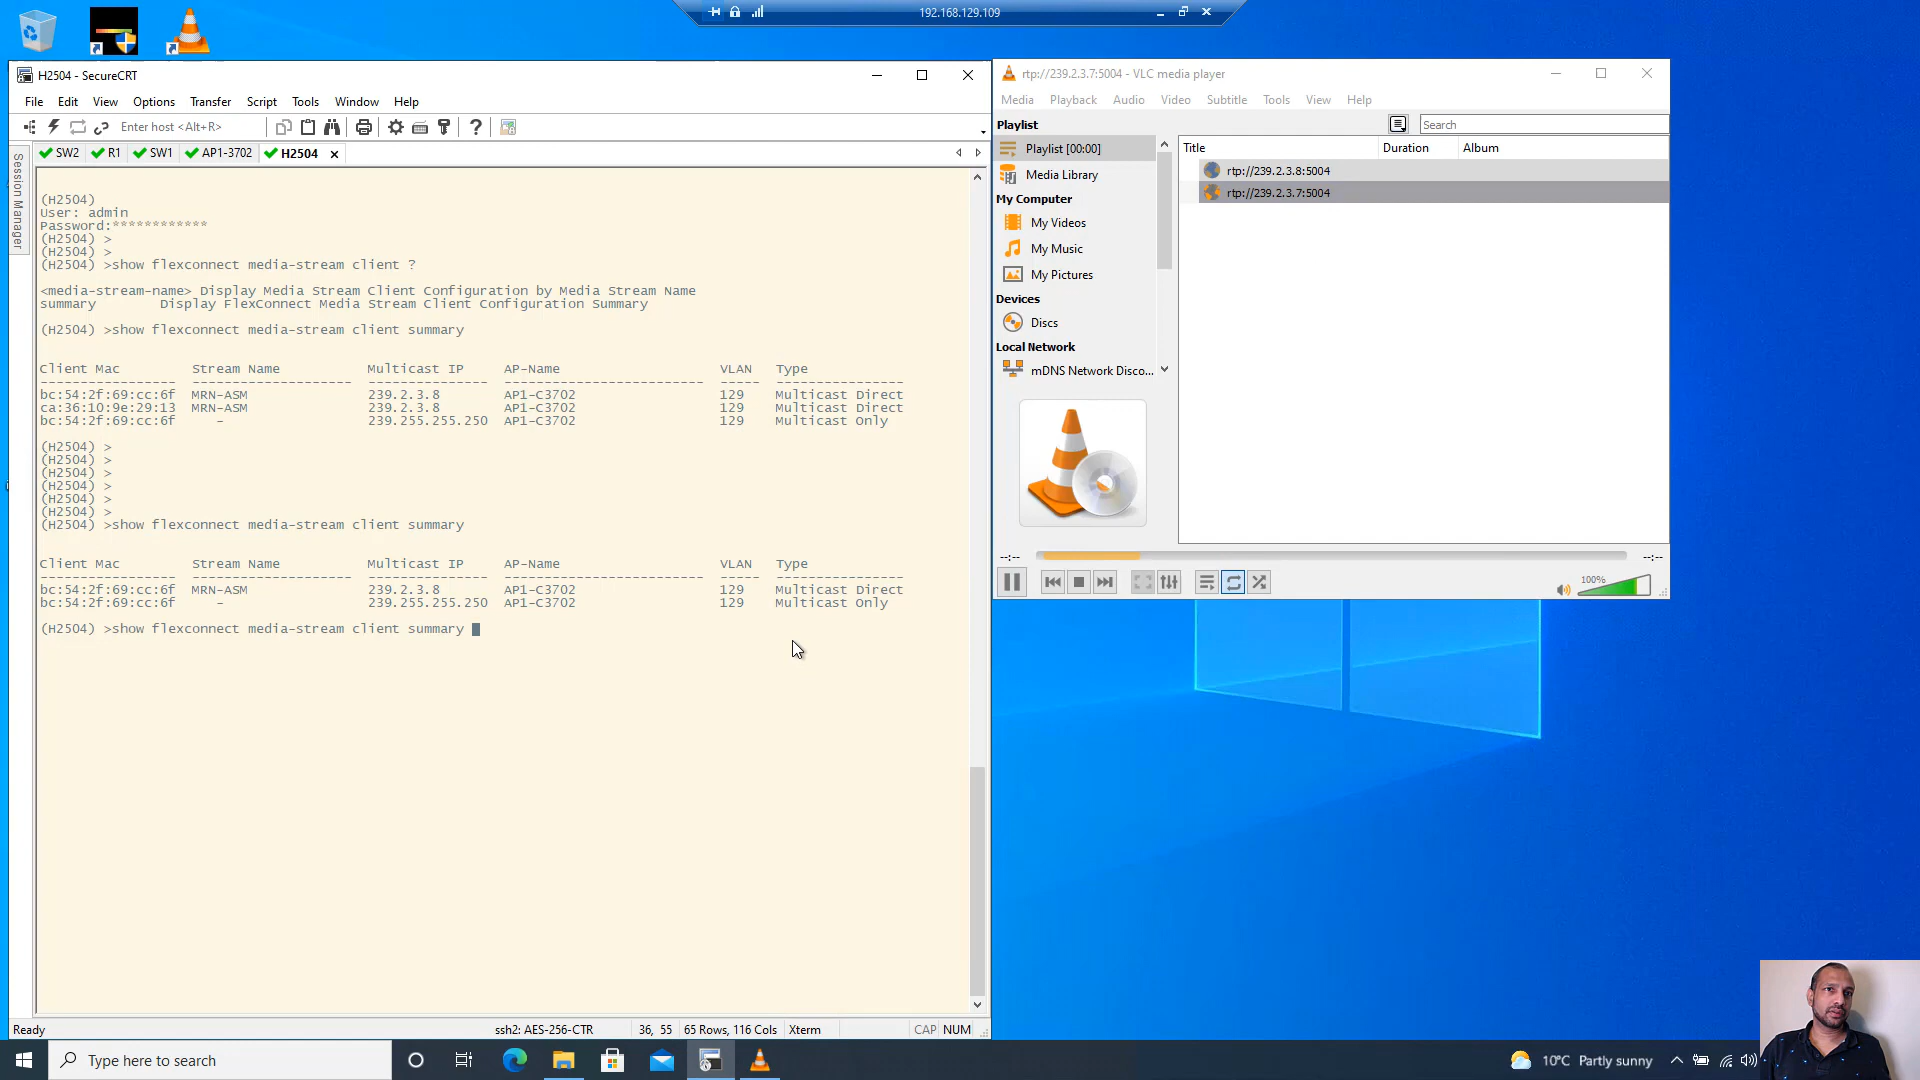 192.168.129.109
H2504 - SecureCRT
File Edit View Options Transfer Script Tools Window Help
Enter host <Alt+R>
SW2 R1 SW1 AP1-3702 H2504
Session Manager
(H2504)
User: admin
Password:************
(H2504) >
(H2504) >
(H2504) >show flexconnect media-stream client ?
<media-stream-name> Display Media Stream Client Configuration by Media Stream Name
summary Display FlexConnect Media Stream Client Configuration Summary
(H2504) >show flexconnect media-stream client summary
Client Mac Stream Name Multicast IP AP-Name VLAN Type
----------------- -------------------- --------------- ------------------------- ----- ----------------
bc:54:2f:69:cc:6f MRN-ASM 239.2.3.8 AP1-C3702 129 Multicast Direct
ca:36:10:9e:29:13 MRN-ASM 239.2.3.8 AP1-C3702 129 Multicast Direct
bc:54:2f:69:cc:6f - 239.255.255.250 AP1-C3702 129 Multicast Only
(H2504) >
(H2504) >
(H2504) >
(H2504) >
(H2504) >
(H2504) >
(H2504) >show flexconnect media-stream client summary
Client Mac Stream Name Multicast IP AP-Name VLAN Type
----------------- -------------------- --------------- ------------------------- ----- ----------------
bc:54:2f:69:cc:6f MRN-ASM 239.2.3.8 AP1-C3702 129 Multicast Direct
bc:54:2f:69:cc:6f - 239.255.255.250 AP1-C3702 129 Multicast Only
(H2504) >show flexconnect media-stream client summary
Ready ssh2: AES-256-CTR 36, 55 65 Rows, 116 Cols Xterm CAP NUM
rtp://239.2.3.7:5004 - VLC media player
Media Playback Audio Video Subtitle Tools View Help
Playlist
Search
Playlist [00:00]
Media Library
My Computer
My Videos
My Music
My Pictures
Devices
Discs
Local Network
mDNS Network Disco...
Title Duration Album
rtp://239.2.3.8:5004
rtp://239.2.3.7:5004
--:-- --:--
100%
Type here to search
10°C Partly sunny